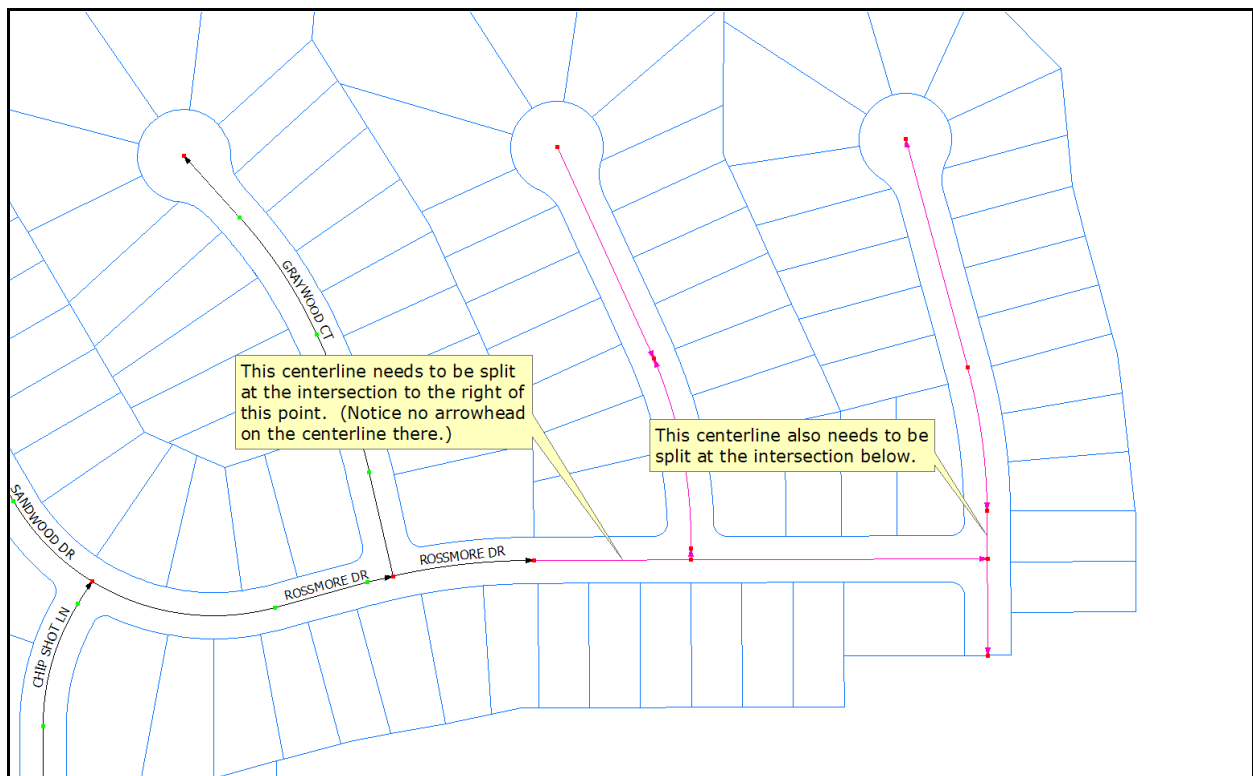 GRAYWOOD CT
This centerline needs to be split
at the intersection to the right of
this point.  (Notice no arrowhead
on the centerline there.)
This centerline also needs to be
split at the intersection below.
SANDWOOD DR
ROSSMORE DR
ROSSMORE DR
CHIP SHOT LN